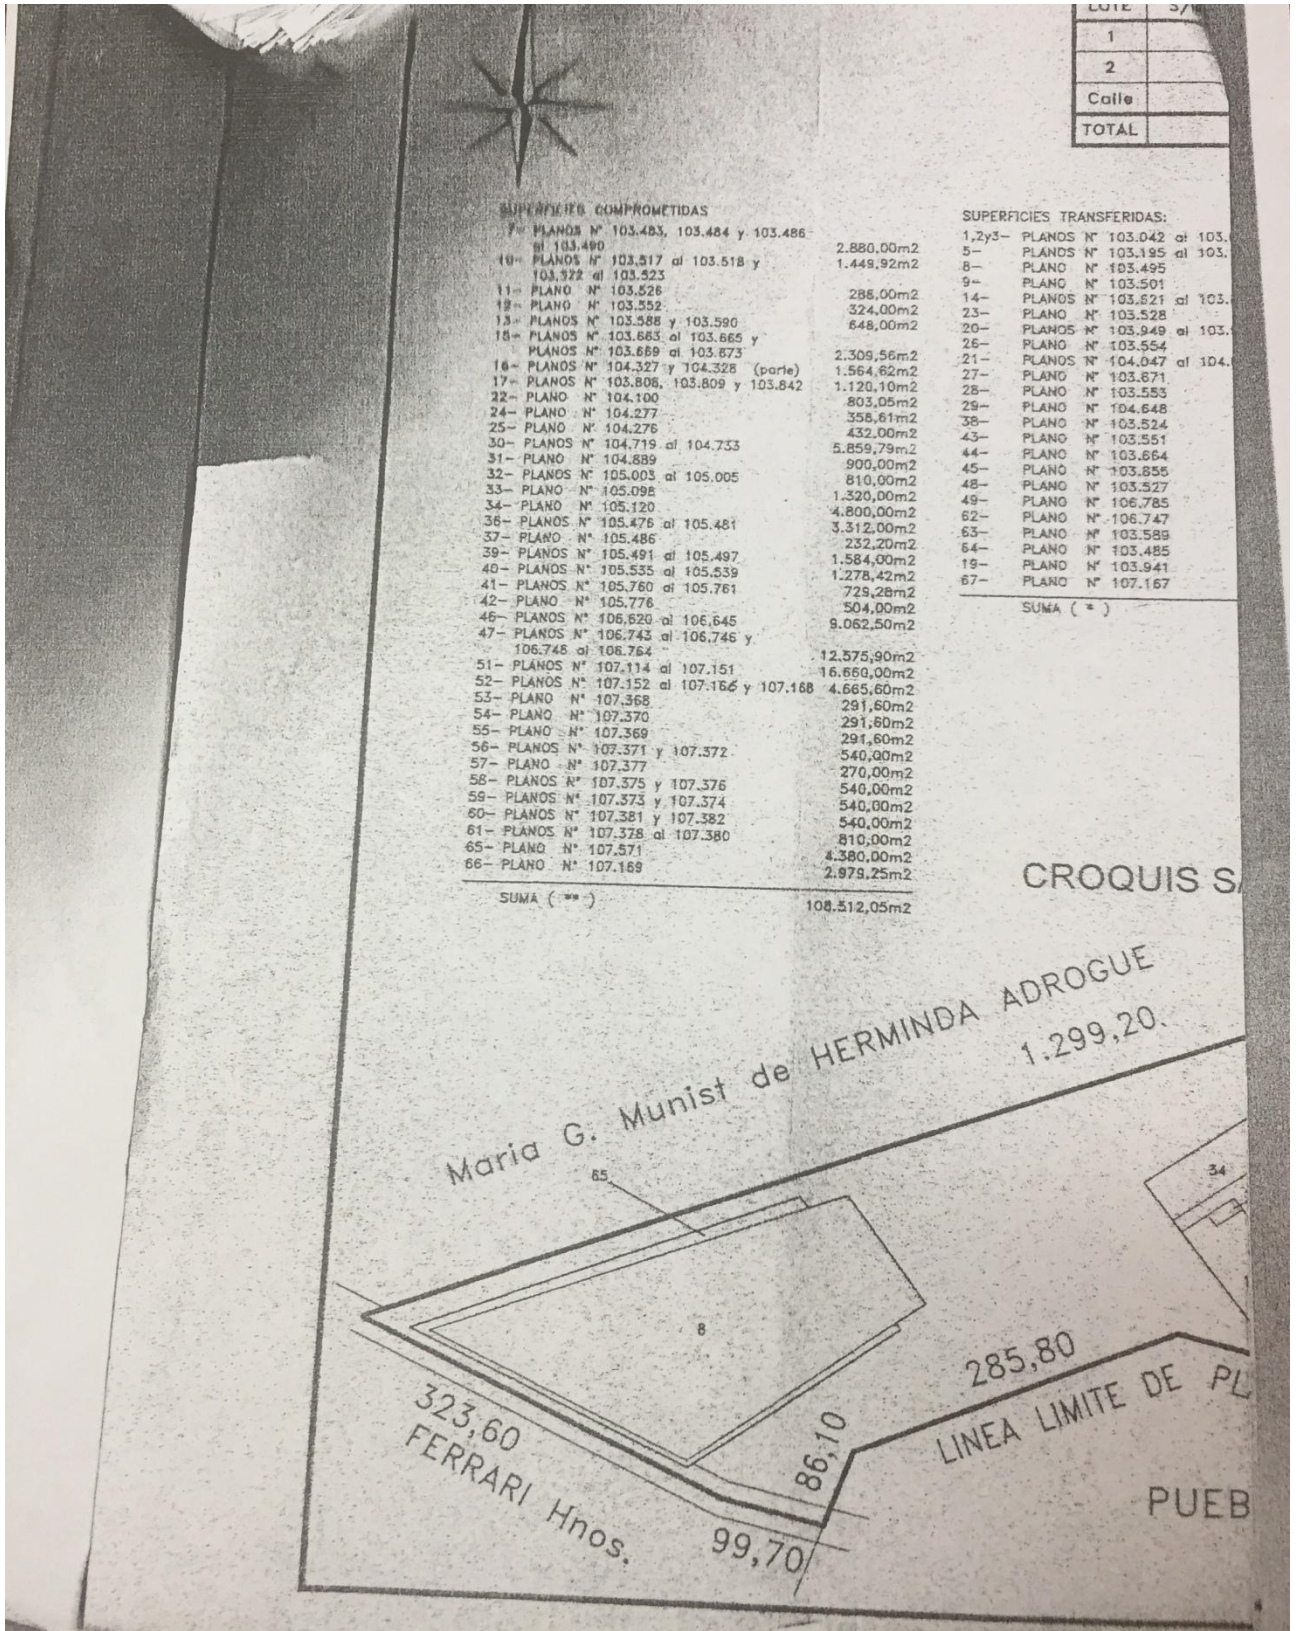 LOTE S/
1
2
Calle
TOTAL
SUPERFICIES COMPROMETIDAS
7- PLANOS N° 103.483, 103.484 y 103.486
al 103.490 2.880,00m2
10- PLANOS N° 103.517 al 103.518 y 1.449,92m2
103.522 al 103.523
11- PLANO N° 103.526 288,00m2
12- PLANO N° 103.552 324,00m2
13- PLANOS N° 103.588 y 103.590 648,00m2
15- PLANOS N° 103.663 al 103.665 y
PLANOS N° 103.669 al 103.673 2.309,56m2
16- PLANOS N° 104.327 y 104.328 (parte) 1.564,62m2
17- PLANOS N° 103.808, 103.809 y 103.842 1.120,10m2
22- PLANO N° 104.100 803,05m2
24- PLANO N° 104.277 358,61m2
25- PLANO N° 104.276 432,00m2
30- PLANOS N° 104.719 al 104.733 5.859,79m2
31- PLANO N° 104.889 900,00m2
32- PLANOS N° 105.003 al 105.005 810,00m2
33- PLANO N° 105.098 1.320,00m2
34- PLANO N° 105.120 4.800,00m2
36- PLANOS N° 105.476 al 105.481 3.312,00m2
37- PLANO N° 105.486 232,20m2
39- PLANOS N° 105.491 al 105.497 1.584,00m2
40- PLANOS N° 105.535 al 105.539 1.278,42m2
41- PLANOS N° 105.760 al 105.761 729,28m2
42- PLANO N° 105.776 504,00m2
46- PLANOS N° 106.620 al 106.645 9.062,50m2
47- PLANOS N° 106.743 al 106.746 y
106.748 al 106.764 12.575,90m2
51- PLANOS N° 107.114 al 107.151 16.660,00m2
52- PLANOS N° 107.152 al 107.166 y 107.168 4.665,60m2
53- PLANO N° 107.368 291,60m2
54- PLANO N° 107.370 291,60m2
55- PLANO N° 107.369 291,60m2
56- PLANOS N° 107.371 y 107.372 540,00m2
57- PLANO N° 107.377 270,00m2
58- PLANOS N° 107.375 y 107.376 540,00m2
59- PLANOS N° 107.373 y 107.374 540,00m2
60- PLANOS N° 107.381 y 107.382 540,00m2
61- PLANOS N° 107.378 al 107.380 810,00m2
65- PLANO N° 107.571 4.380,00m2
66- PLANO N° 107.169 2.979,25m2
SUMA ( ** ) 108.512,05m2
SUPERFICIES TRANSFERIDAS:
1,2y3- PLANOS N° 103.042 al 103.
5- PLANOS N° 103.195 al 103.
8- PLANO N° 103.495
9- PLANO N° 103.501
14- PLANOS N° 103.621 al 103.
23- PLANO N° 103.528
20- PLANOS N° 103.949 al 103.
26- PLANO N° 103.554
21- PLANOS N° 104.047 al 104.
27- PLANO N° 103.671
28- PLANO N° 103.553
29- PLANO N° 104.648
38- PLANO N° 103.524
43- PLANO N° 103.551
44- PLANO N° 103.664
45- PLANO N° 103.855
48- PLANO N° 103.527
49- PLANO N° 106.785
62- PLANO N° 106.747
63- PLANO N° 103.589
64- PLANO N° 103.485
19- PLANO N° 103.941
67- PLANO N° 107.167
SUMA ( * )
CROQUIS S
Maria G. Munist de HERMINDA ADROGUE
1.299,20.
65
34
8
285,80
LINEA LIMITE DE PL
323,60
FERRARI Hnos.
86,10
99,70
PUEB